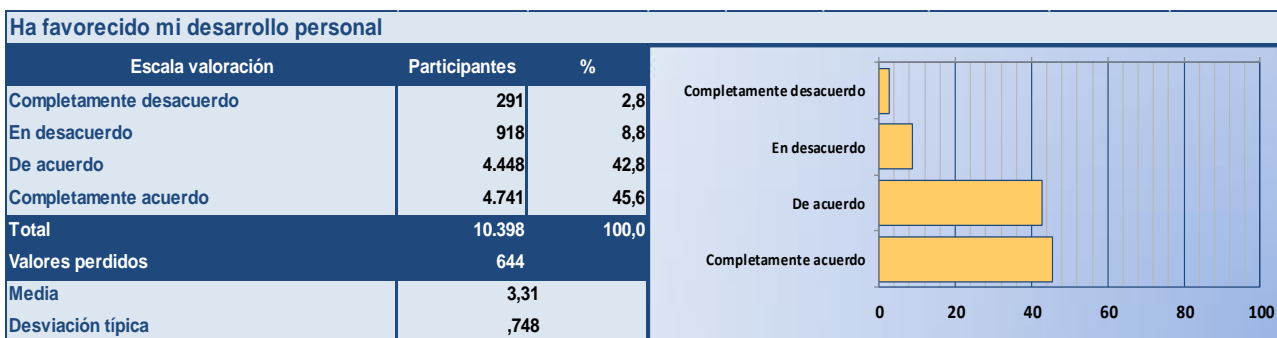 Ha favorecido mi desarrollo personal
Escala valoración Participantes %
Completamente desacuerdo 291 2,8
En desacuerdo 918 8,8
De acuerdo 4.448 42,8
Completamente acuerdo 4.741 45,6
Total 10.398 100,0
Valores perdidos 644
Media 3,31
Desviación típica ,748
Completamente desacuerdo
En desacuerdo
De acuerdo
Completamente acuerdo
0 20 40 60 80 100